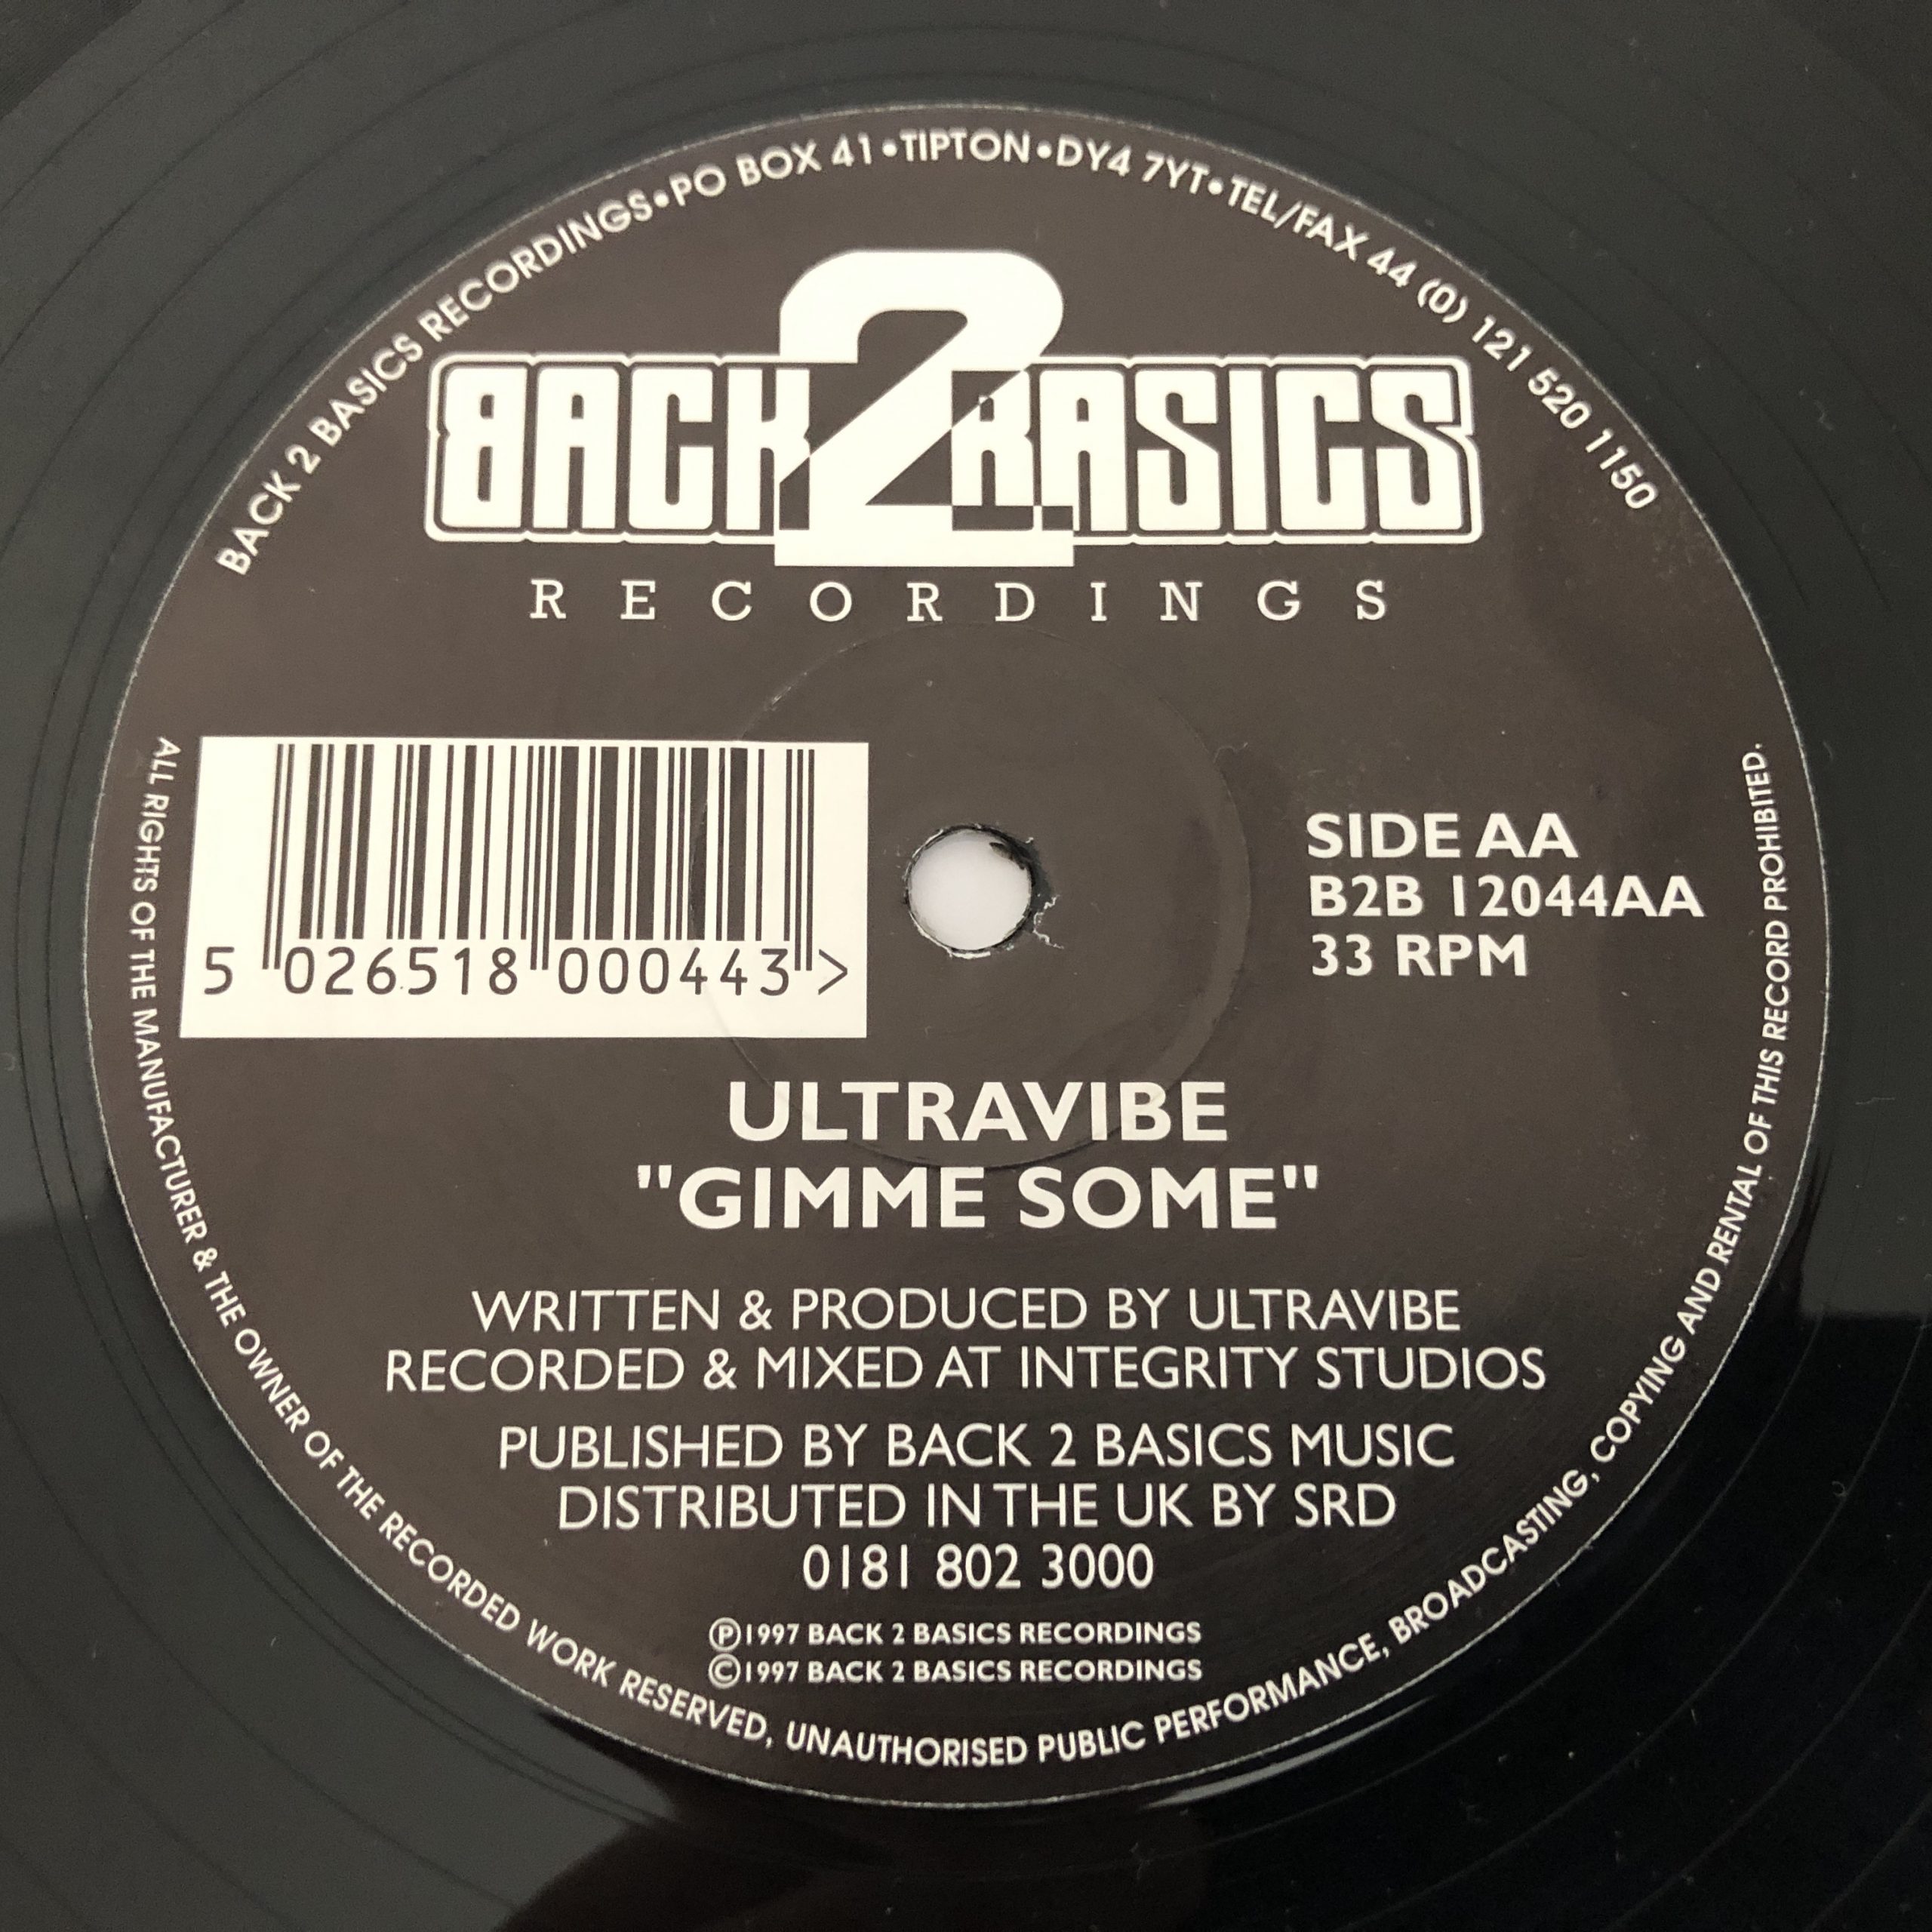 BACK 2 BASICS RECORDINGS•PO BOX 41•TIPTON•DY4 7YT•TEL/FAX 44 (0) 121 520 1150
BACK 2 BASICS
RECORDINGS
5 026518 000443>
SIDE AA
B2B 12044AA
33 RPM
ULTRAVIBE
"GIMME SOME"
WRITTEN & PRODUCED BY ULTRAVIBE
RECORDED & MIXED AT INTEGRITY STUDIOS
PUBLISHED BY BACK 2 BASICS MUSIC
DISTRIBUTED IN THE UK BY SRD
0181 802 3000
℗1997 BACK 2 BASICS RECORDINGS
©1997 BACK 2 BASICS RECORDINGS
ALL RIGHTS OF THE MANUFACTURER & THE OWNER OF THE RECORDED WORK RESERVED, UNAUTHORISED PUBLIC PERFORMANCE, BROADCASTING, COPYING AND RENTAL OF THIS RECORD PROHIBITED.